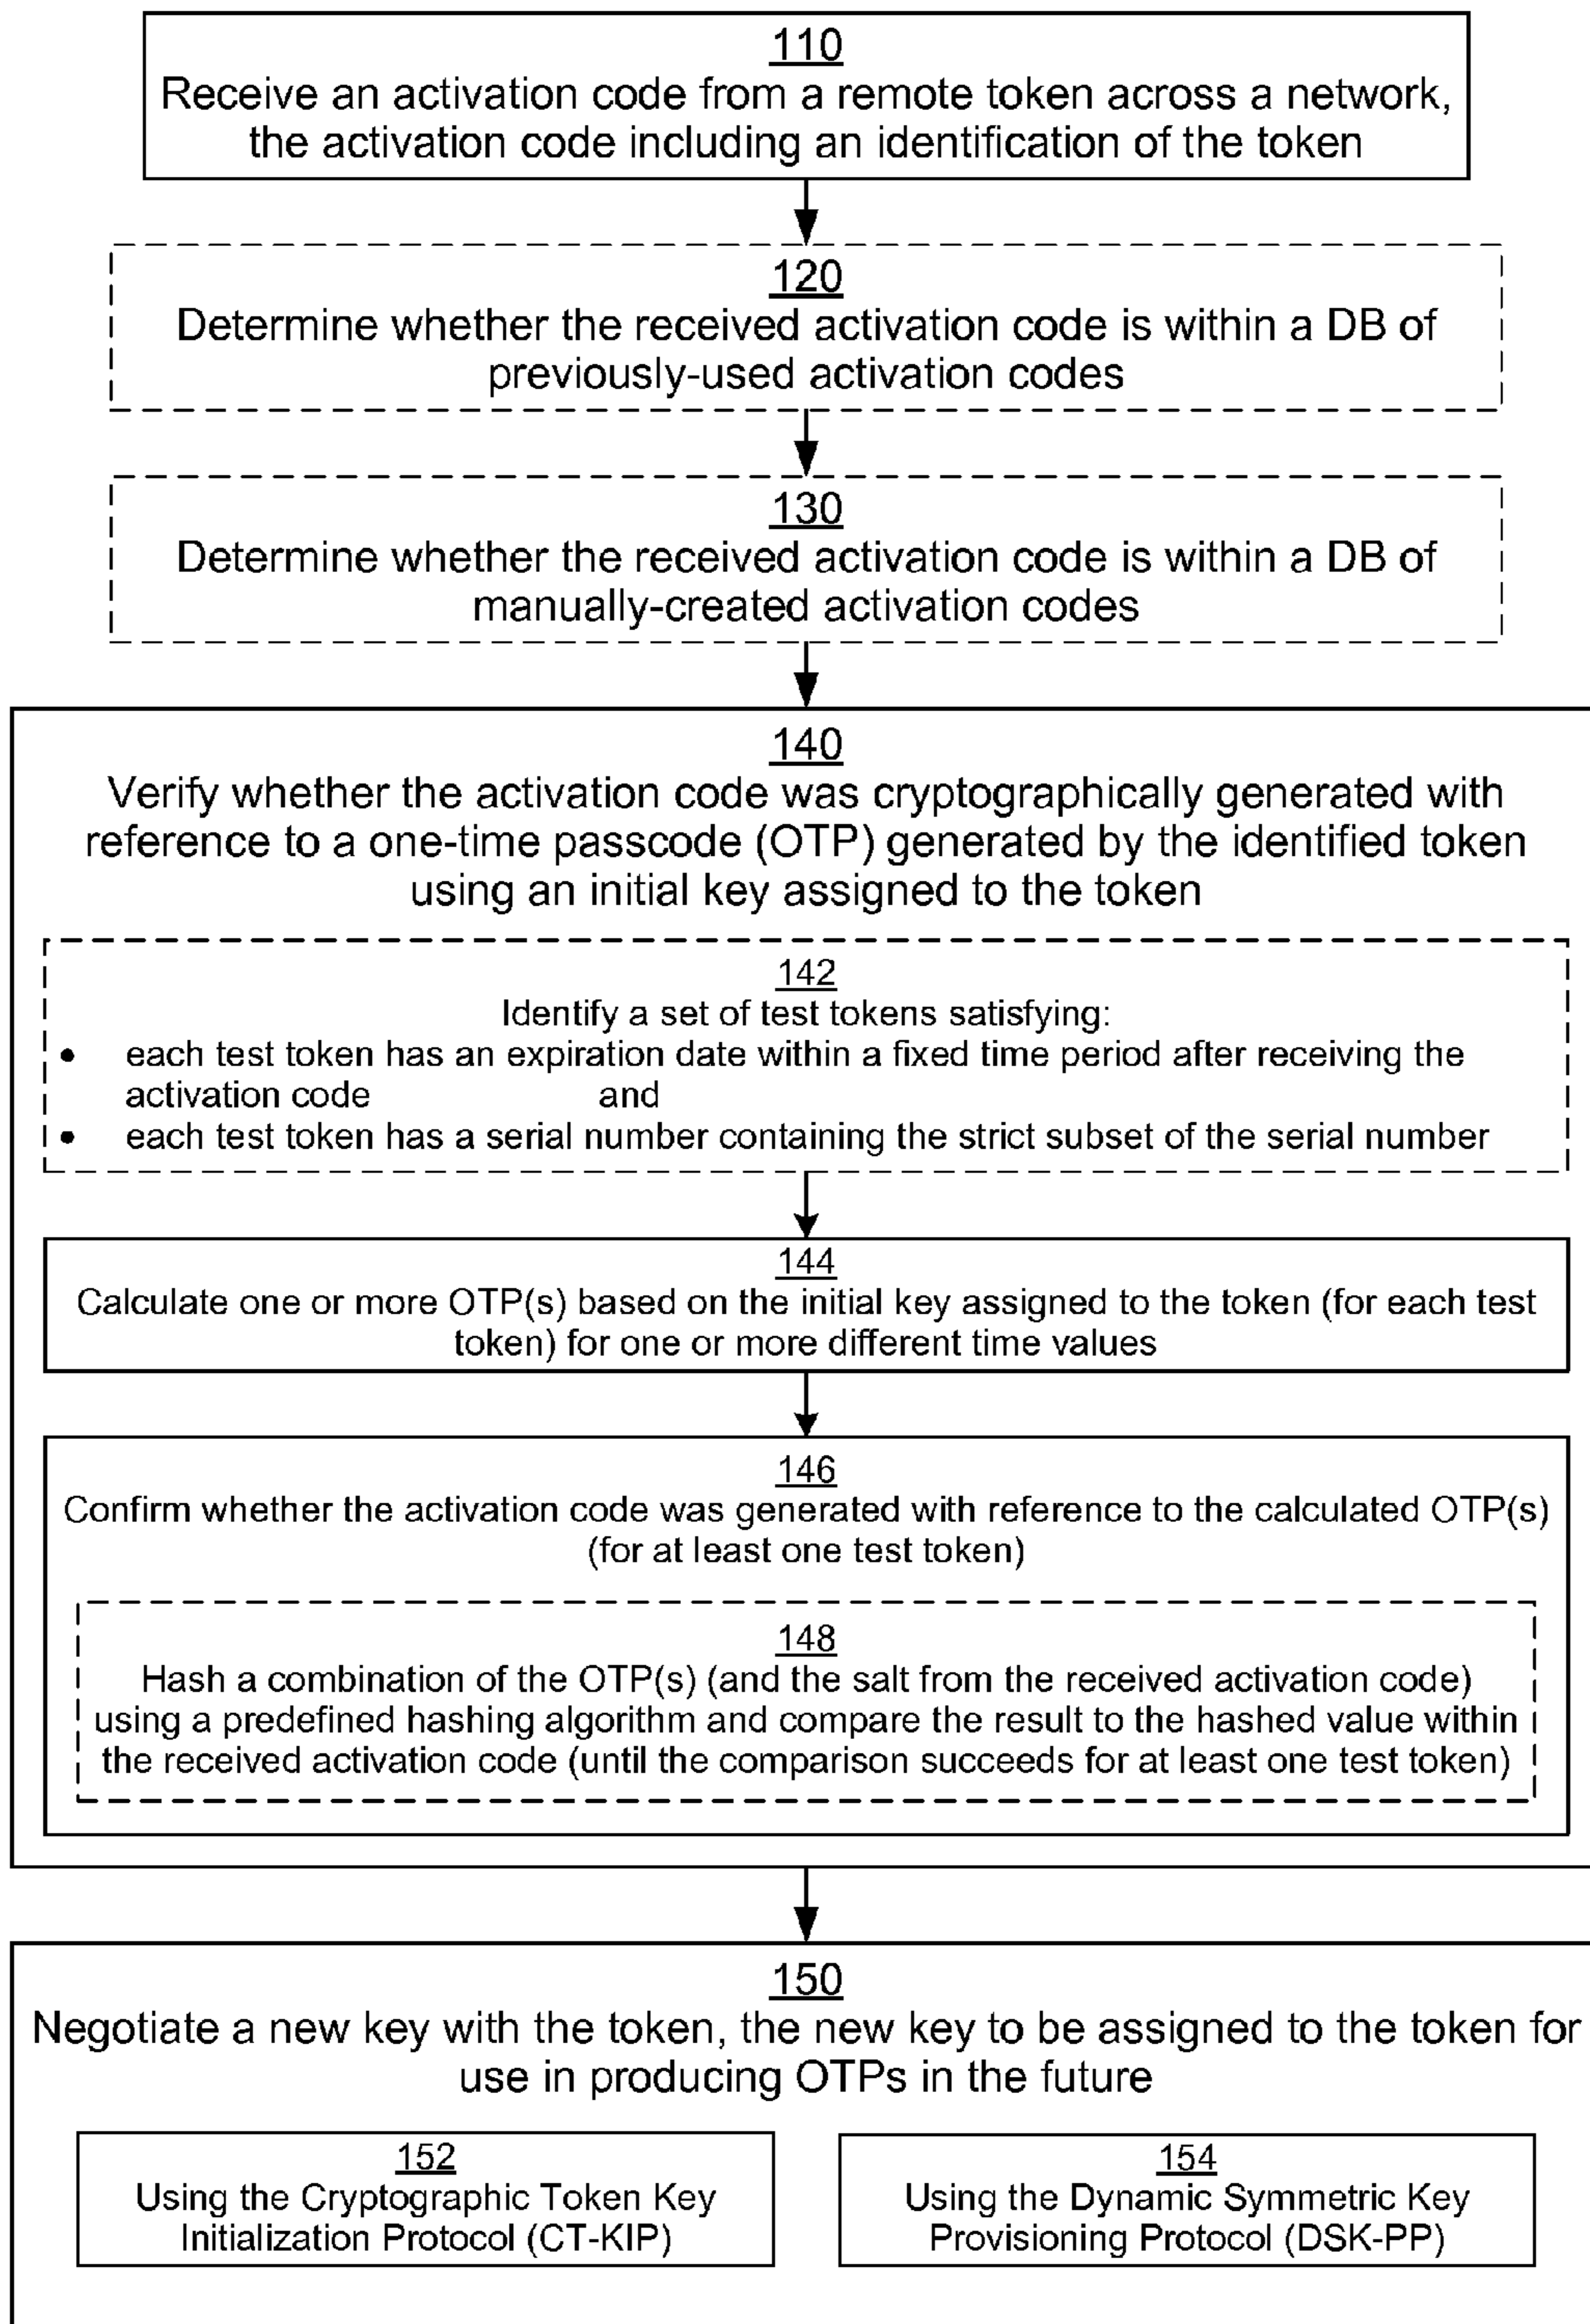 110
Receive an activation code from a remote token across a network,
the activation code including an identification of the token
120
Determine whether the received activation code is within a DB of
previously-used activation codes
130
Determine whether the received activation code is within a DB of
manually-created activation codes
140
Verify whether the activation code was cryptographically generated with
reference to a one-time passcode (OTP) generated by the identified token
using an initial key assigned to the token
142
Identify a set of test tokens satisfying:
• each test token has an expiration date within a fixed time period after receiving the
activation code and
• each test token has a serial number containing the strict subset of the serial number
144
Calculate one or more OTP(s) based on the initial key assigned to the token (for each test
token) for one or more different time values
146
Confirm whether the activation code was generated with reference to the calculated OTP(s)
(for at least one test token)
148
Hash a combination of the OTP(s) (and the salt from the received activation code)
using a predefined hashing algorithm and compare the result to the hashed value within
the received activation code (until the comparison succeeds for at least one test token)
150
Negotiate a new key with the token, the new key to be assigned to the token for
use in producing OTPs in the future
152
Using the Cryptographic Token Key
Initialization Protocol (CT-KIP)
154
Using the Dynamic Symmetric Key
Provisioning Protocol (DSK-PP)